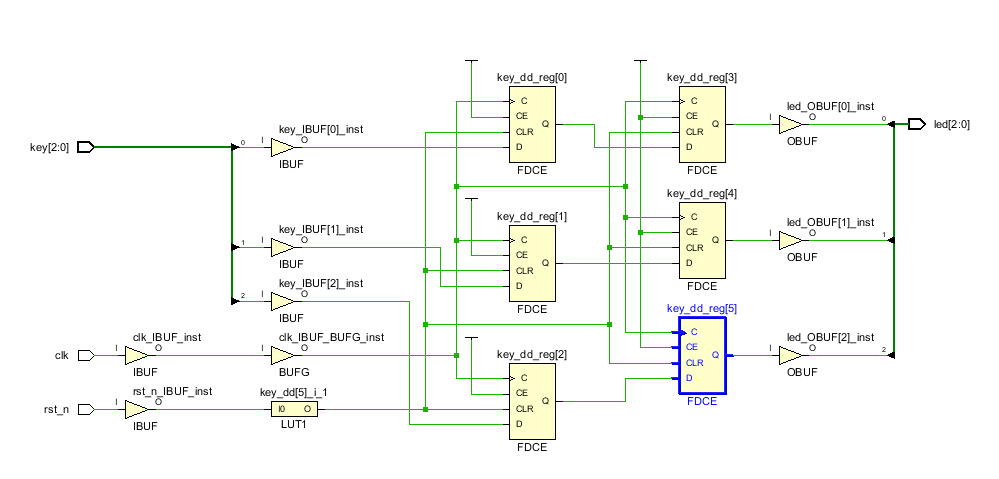 key_dd_reg[0]
C
CE
CLR
D
Q
FDCE
key_dd_reg[3]
C
CE
CLR
D
Q
FDCE
led_OBUF[0]_inst
I
O
OBUF
0
led[2:0]
key[2:0]
0
key_IBUF[0]_inst
I
O
IBUF
key_dd_reg[1]
C
CE
CLR
D
Q
FDCE
key_dd_reg[4]
C
CE
CLR
D
Q
FDCE
led_OBUF[1]_inst
I
O
OBUF
1
1
key_IBUF[1]_inst
I
O
IBUF
2
key_IBUF[2]_inst
I
O
IBUF
key_dd_reg[5]
C
CE
CLR
D
Q
FDCE
led_OBUF[2]_inst
I
O
OBUF
2
clk
clk_IBUF_inst
I
O
IBUF
clk_IBUF_BUFG_inst
I
O
BUFG
key_dd_reg[2]
C
CE
CLR
D
Q
FDCE
rst_n
rst_n_IBUF_inst
I
O
IBUF
key_dd[5]_i_1
I0
O
LUT1